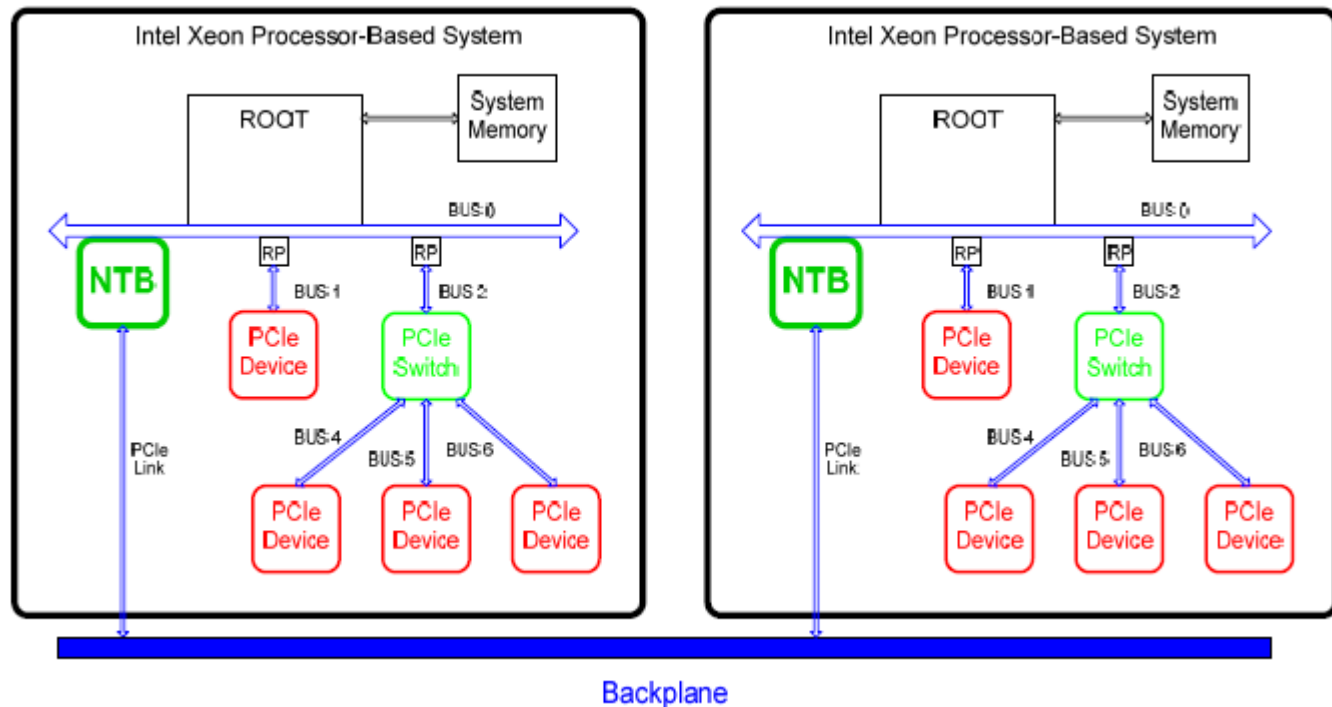 Intel Xeon Processor-Based System
ROOT
System
Memory
BUS 0
NTB
RP
RP
BUS 1
BUS 2
PCIe
Device
PCIe
Switch
BUS 4
BUS 5
BUS 6
PCIe
Link
PCIe
Device
PCIe
Device
PCIe
Device
Intel Xeon Processor-Based System
ROOT
System
Memory
BUS 0
NTB
RP
RP
BUS 1
BUS 2
PCIe
Device
PCIe
Switch
BUS 4
BUS 5
BUS 6
PCIe
Link
PCIe
Device
PCIe
Device
PCIe
Device
Backplane